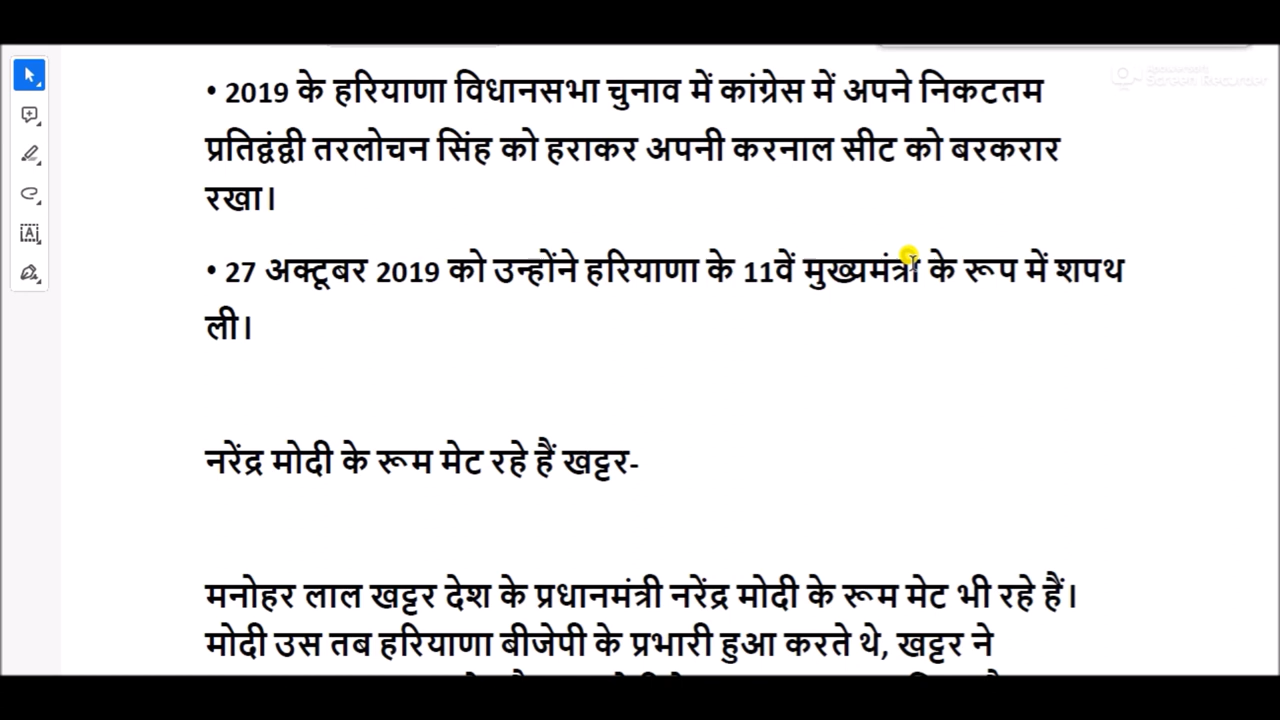 • 2019 के हरियाणा विधानसभा चुनाव में कांग्रेस में अपने निकटतम
प्रतिद्वंद्वी तरलोचन सिंह को हराकर अपनी करनाल सीट को बरकरार
रखा।
• 27 अक्टूबर 2019 को उन्होंने हरियाणा के 11वें मुख्यमंत्री के रूप में शपथ
ली।
नरेंद्र मोदी के रूम मेट रहे हैं खट्टर-
मनोहर लाल खट्टर देश के प्रधानमंत्री नरेंद्र मोदी के रूम मेट भी रहे हैं।
मोदी उस तब हरियाणा बीजेपी के प्रभारी हुआ करते थे, खट्टर ने
Screen Recorder